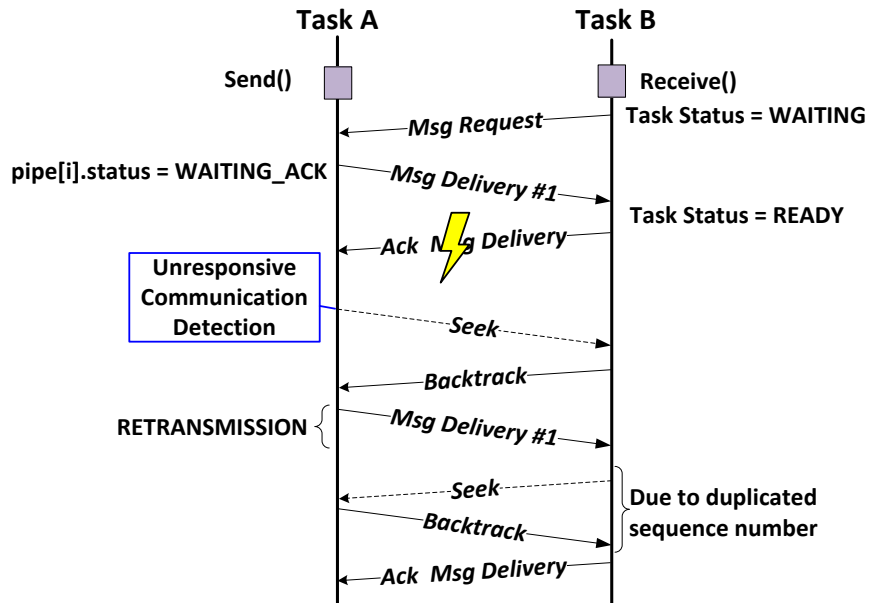 Task A
Task B
Send()
Receive()
Task Status = WAITING
Msg Request
pipe[i].status = WAITING_ACK
Msg Delivery #1
Task Status = READY
Ack Msg Delivery
Unresponsive
Communication
Detection
Seek
Backtrack
RETRANSMISSION
Msg Delivery #1
Seek
Due to duplicated
sequence number
Backtrack
Ack Msg Delivery